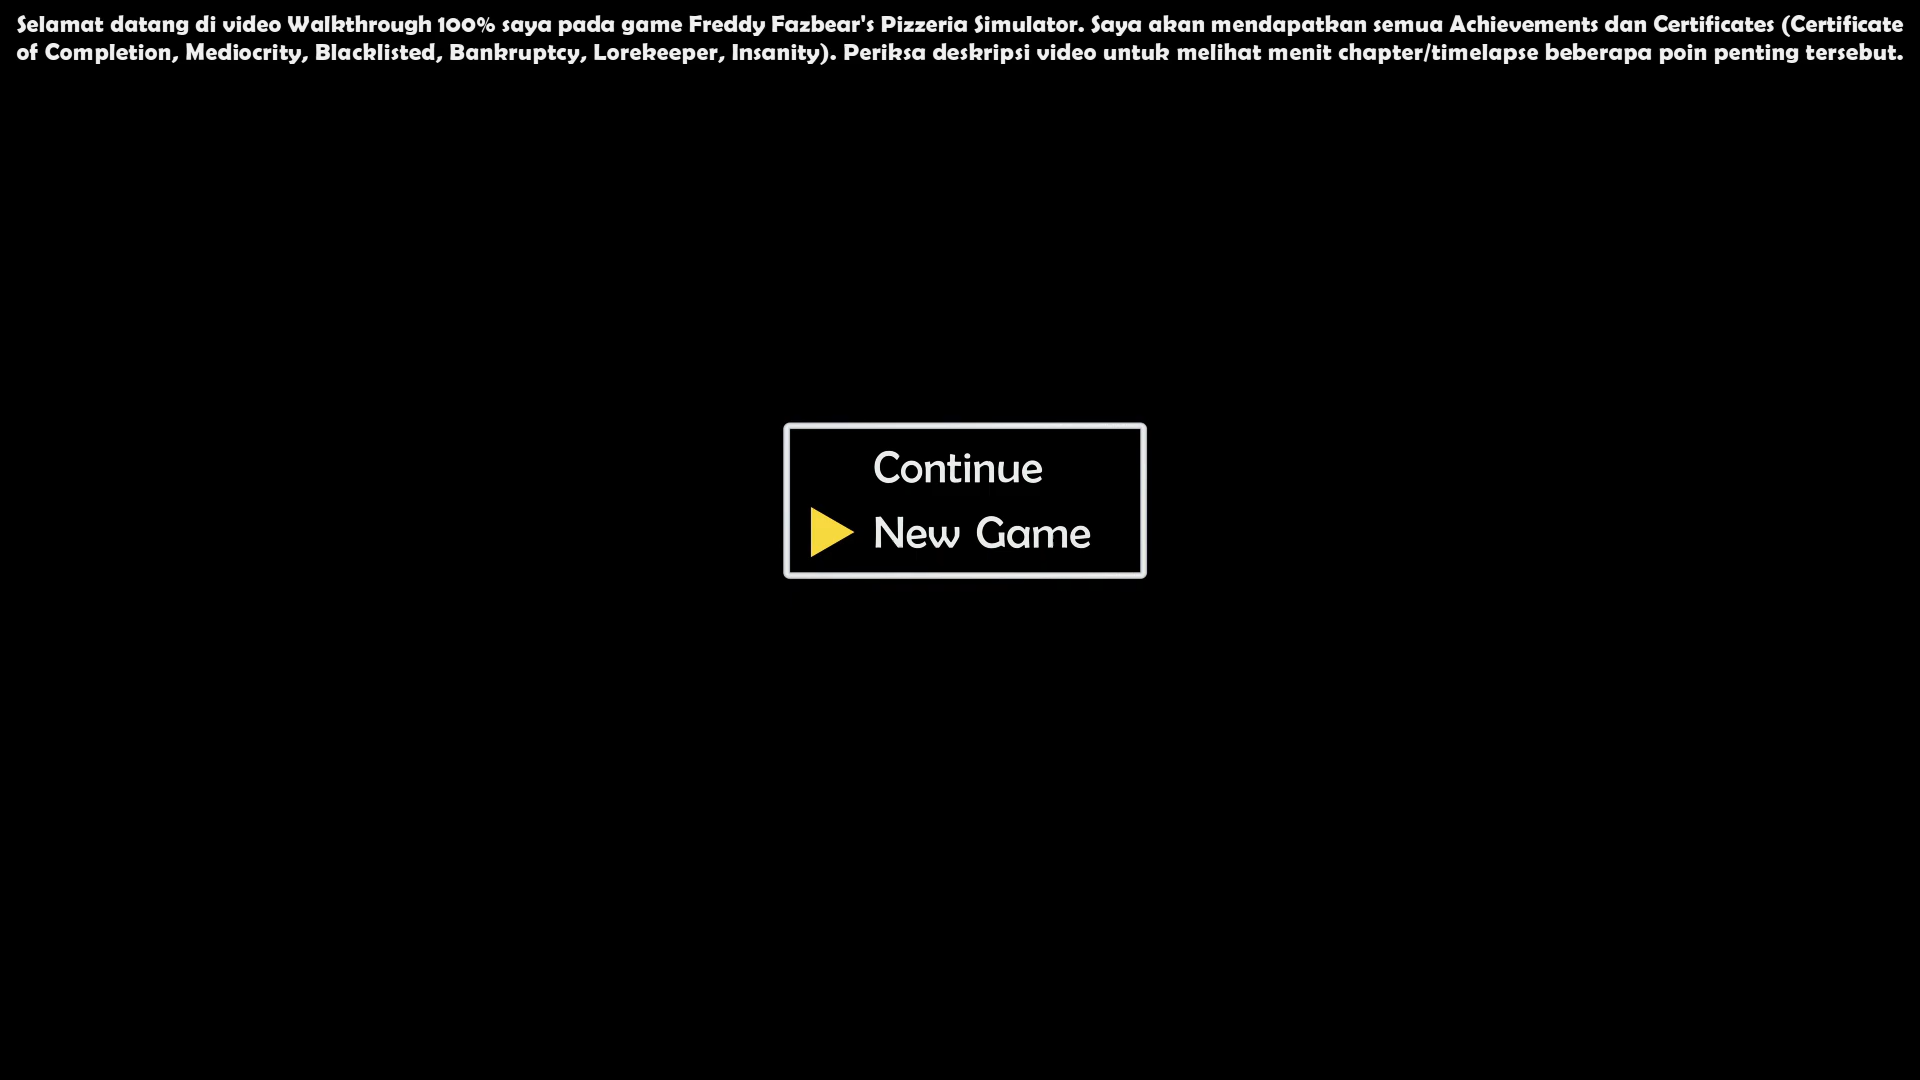 Selamat datang di video Walkthrough 100% saya pada game Freddy Fazbear's Pizzeria Simulator. Saya akan mendapatkan semua Achievements dan Certificates (Certificate
of Completion, Mediocrity, Blacklisted, Bankruptcy, Lorekeeper, Insanity). Periksa deskripsi video untuk melihat menit chapter/timelapse beberapa poin penting tersebut.
Continue
New Game